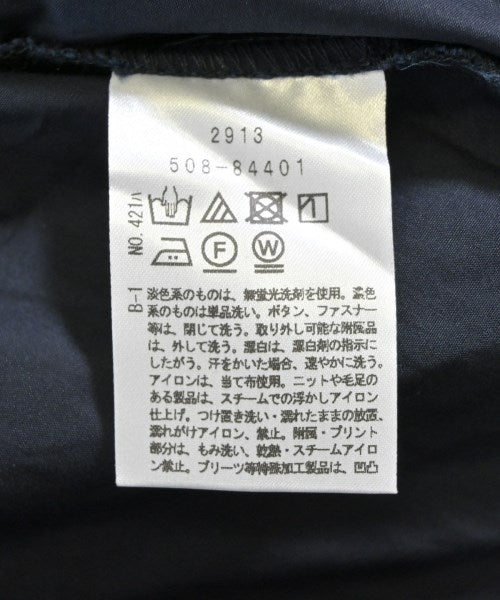 2913
508-84401
NO. 421ハ
F
W
B-1
淡色系のものは、無蛍光洗剤を使用。濃色
系のものは単品洗い。ボタン、ファスナー
等は、閉じて洗う。取り外し可能な附属品
は、外して洗う。漂白は、漂白剤の指示に
したがう。汗をかいた場合、速やかに洗う。
アイロンは、当て布使用。ニットや毛足の
ある製品は、スチームでの浮かしアイロン
仕上げ。つけ置き洗い・濡れたままの放置、
濡れがけアイロン、禁止。附属・プリント
部分は、もみ洗い、乾熱・スチームアイロ
ン禁止。プリーツ等特殊加工製品は、凹凸